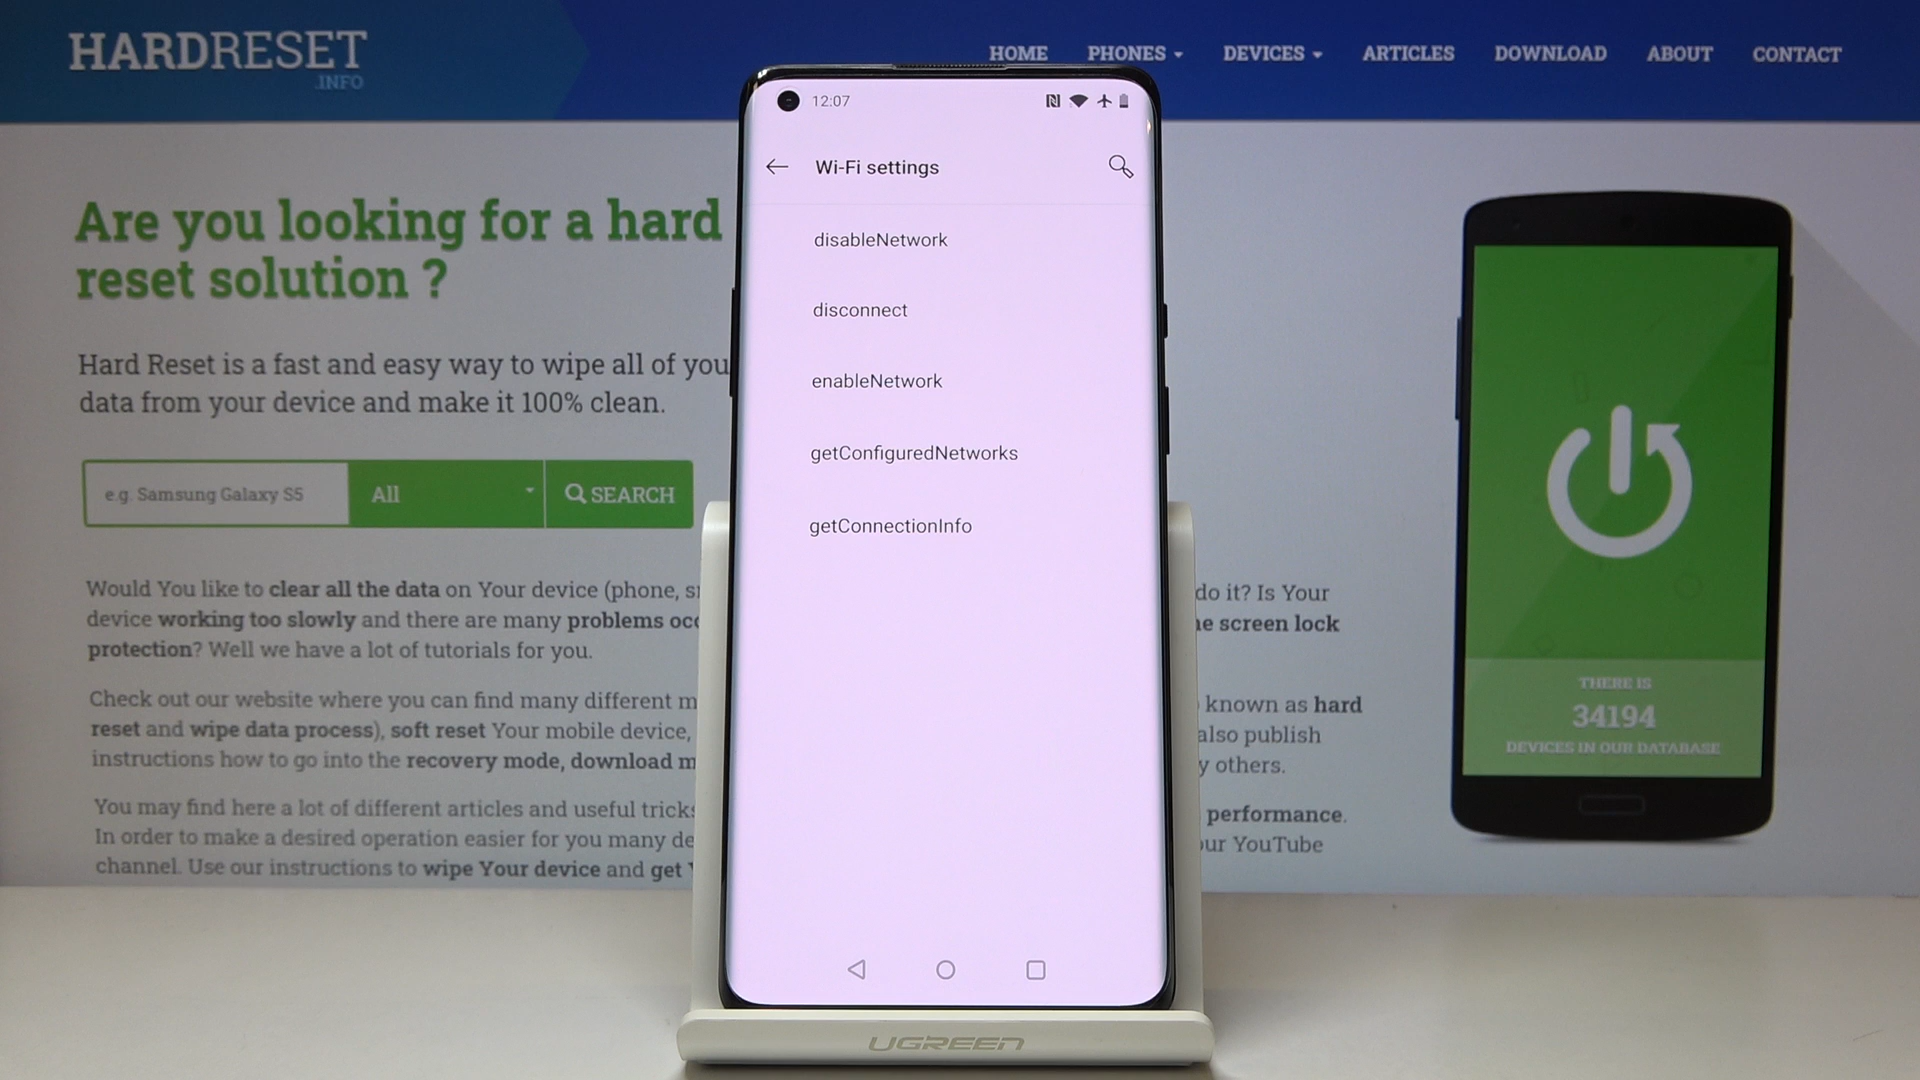 HARDRESET
.INFO
HOME PHONES DEVICES ARTICLES DOWNLOAD ABOUT CONTACT
Are you looking for a hard
reset solution ?
Hard Reset is a fast and easy way to wipe all of you
data from your device and make it 100% clean.
e.g. Samsung Galaxy S5 All SEARCH
Would You like to clear all the data on Your device (phone,
device working too slowly and there are many problems
protection? Well we have a lot of tutorials for you.
Check out our website where you can find many different
reset and wipe data process), soft reset Your mobile device,
instructions how to go into the recovery mode, download
You may find here a lot of different articles and useful
In order to make a desired operation easier for you many
channel. Use our instructions to wipe Your device and get
12:07
Wi-Fi settings
disableNetwork
disconnect
enableNetwork
getConfiguredNetworks
getConnectionInfo
UGREEN
do it? Is Your
screen lock
known as hard
also publish
others.
performance.
YouTube
THERE IS
34194
DEVICES IN OUR DATABASE